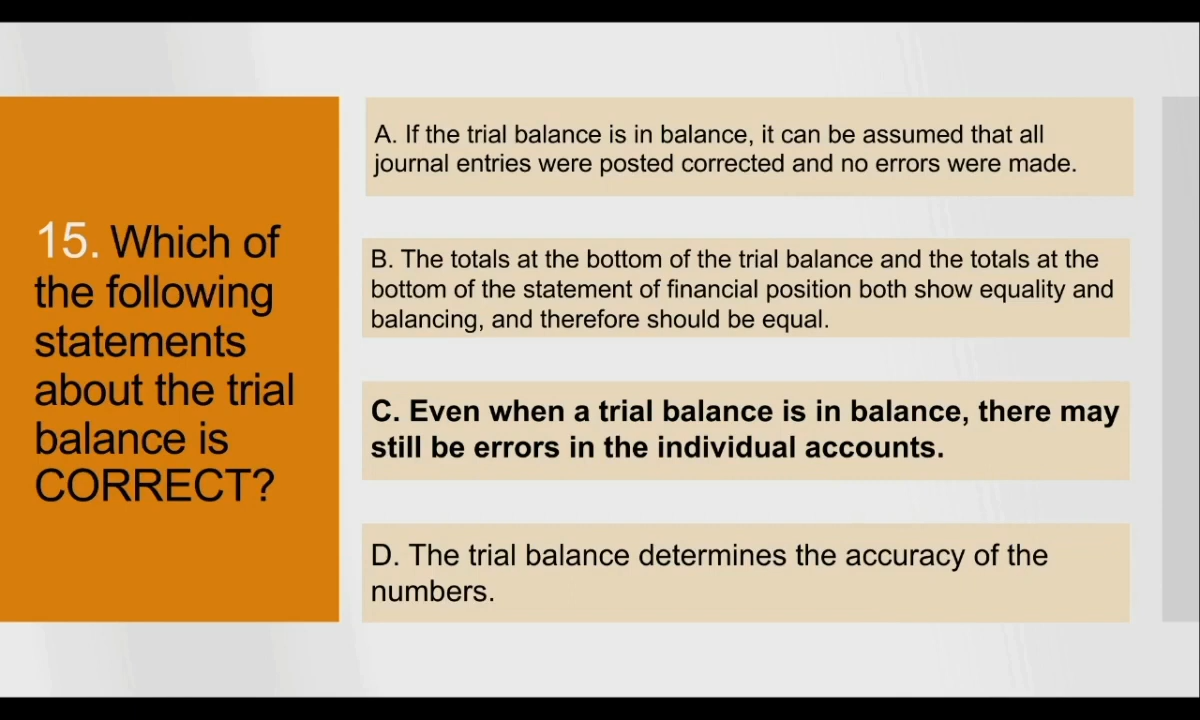 15. Which of
the following
statements
about the trial
balance is
CORRECT?
A. If the trial balance is in balance, it can be assumed that all
journal entries were posted corrected and no errors were made.
B. The totals at the bottom of the trial balance and the totals at the
bottom of the statement of financial position both show equality and
balancing, and therefore should be equal.
C. Even when a trial balance is in balance, there may
still be errors in the individual accounts.
D. The trial balance determines the accuracy of the
numbers.